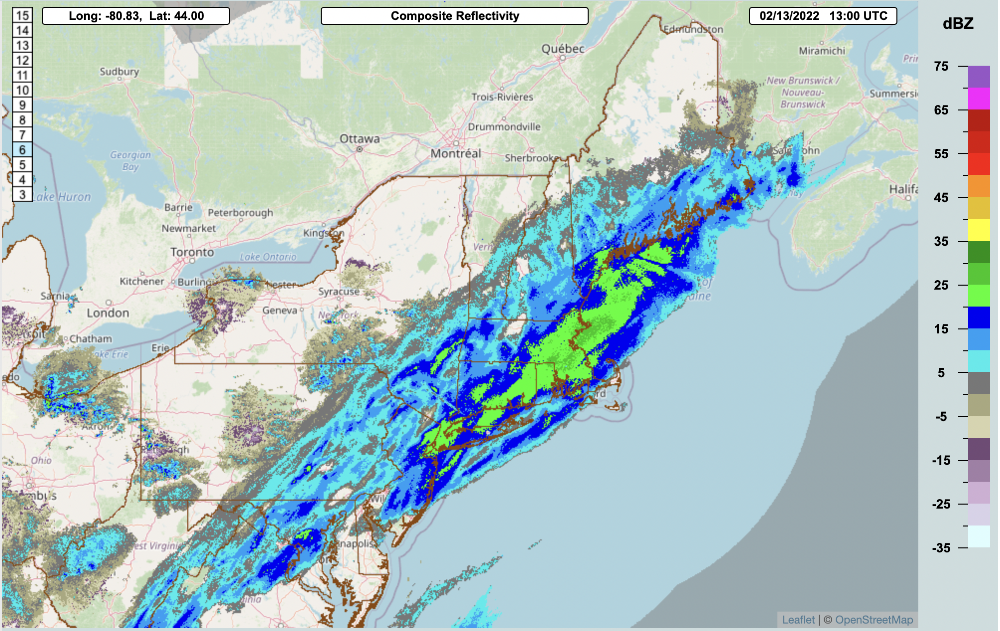 15
14
13
12
11
10
9
8
7
6
5
4
3
Long: -80.83, Lat: 44.00
Composite Reflectivity
02/13/2022 13:00 UTC
dBZ
75
65
55
45
35
25
15
5
-5
-15
-25
-35
Edmundston
Québec
Miramichi
Sudbury
New Brunswick /
Nouveau-
Brunswick
Trois-Rivières
Drummondville
Ottawa
Montréal
Sherbrooke
Georgian
Bay
Lake Huron
Barrie
Peterborough
Newmarket
Kingston
Toronto
Lake Ontario
Kitchener
Syracuse
Sarnia
London
Geneva
Chatham
Erie
Akron
Ohio
Leaflet | © OpenStreetMap